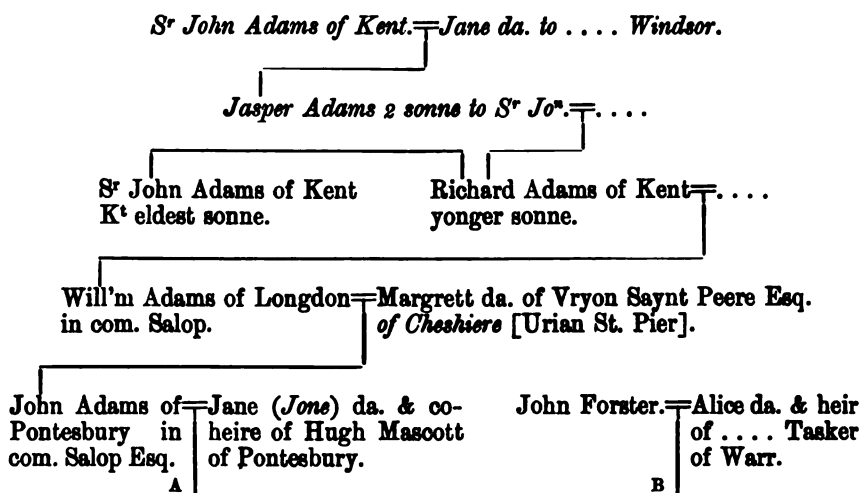 Sʳ John Adams of Kent.=Jane da. to .... Windsor.
Jasper Adams 2 sonne to Sʳ Joⁿ.=....
Sʳ John Adams of Kent
Kᵗ eldest sonne.
Richard Adams of Kent=....
yonger sonne.
Will'm Adams of Longdon=Margrett da. of Vryon Saynt Peere Esq.
in com. Salop.
of Cheshiere [Urian St. Pier].
John Adams of=Jane (Jone) da. & co-
Pontesbury in
com. Salop Esq.
heire of Hugh Mascott
of Pontesbury.
John Forster.=Alice da. & heir
of .... Tasker
of Warr.
A
B